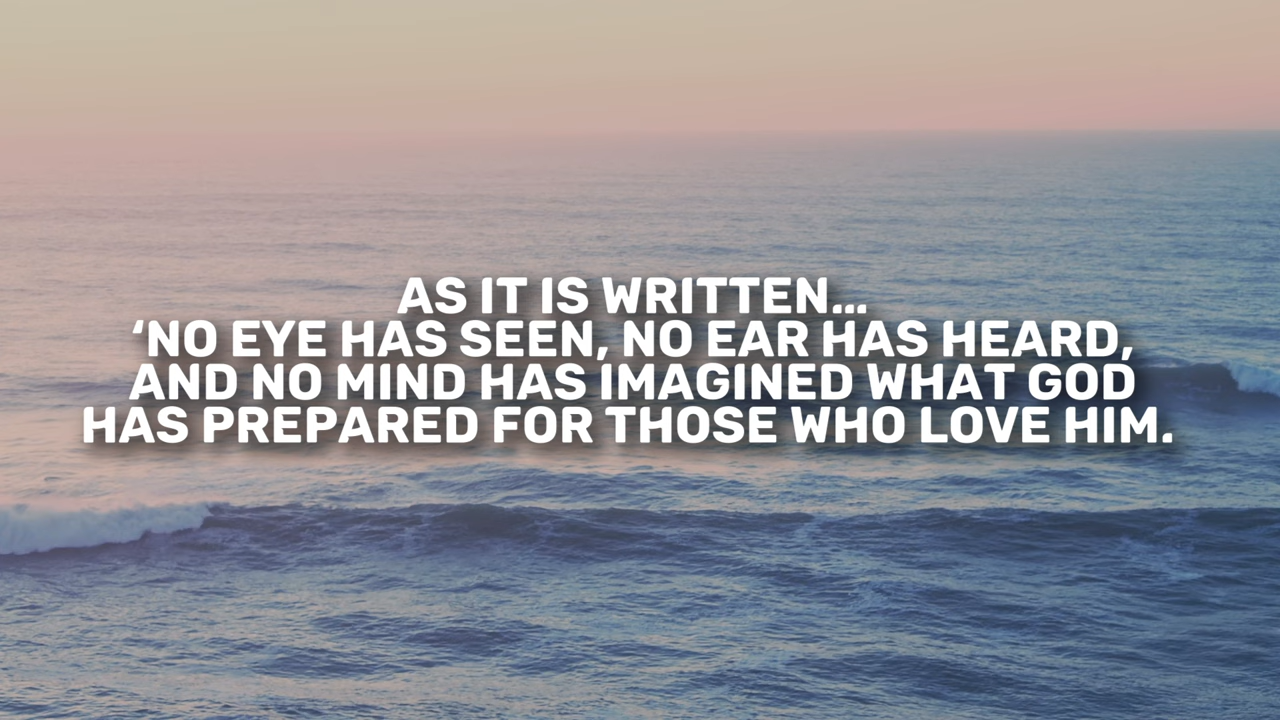 AS IT IS WRITTEN...
‘NO EYE HAS SEEN, NO EAR HAS HEARD,
AND NO MIND HAS IMAGINED WHAT GOD
HAS PREPARED FOR THOSE WHO LOVE HIM.